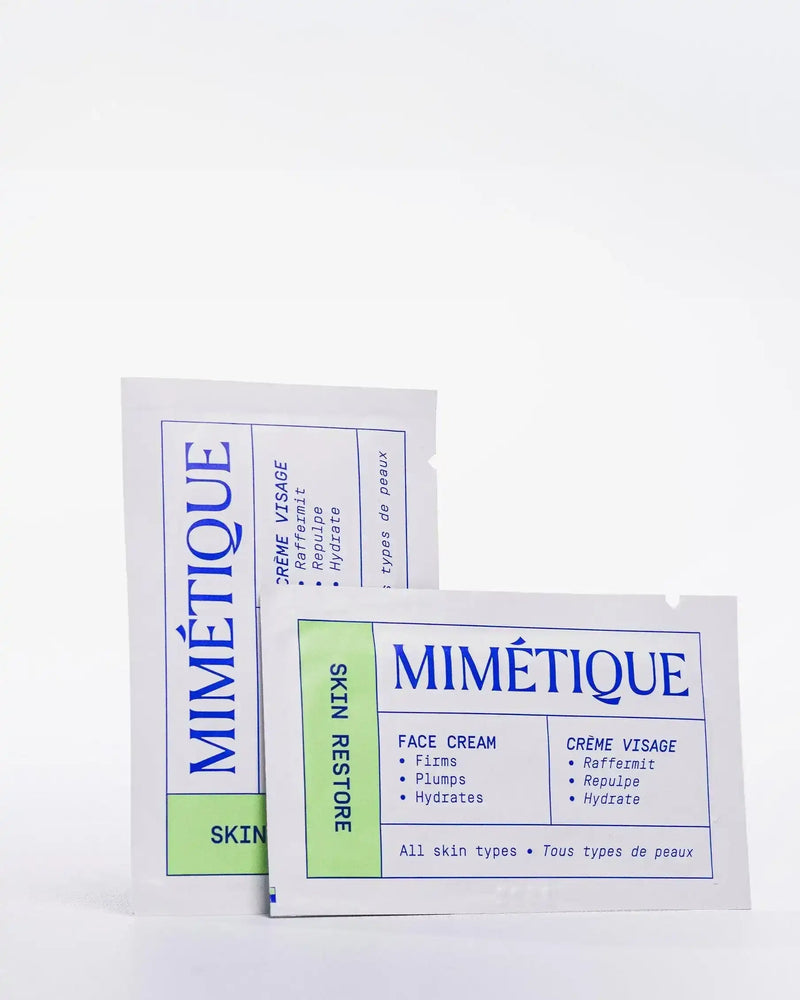 MIMÉTIQUE
CRÈME VISAGE
• Raffermit
• Repulpe
• Hydrate
types de peaux
SKIN
SKIN RESTORE
MIMÉTIQUE
FACE CREAM
• Firms
• Plumps
• Hydrates
CRÈME VISAGE
• Raffermit
• Repulpe
• Hydrate
All skin types • Tous types de peaux